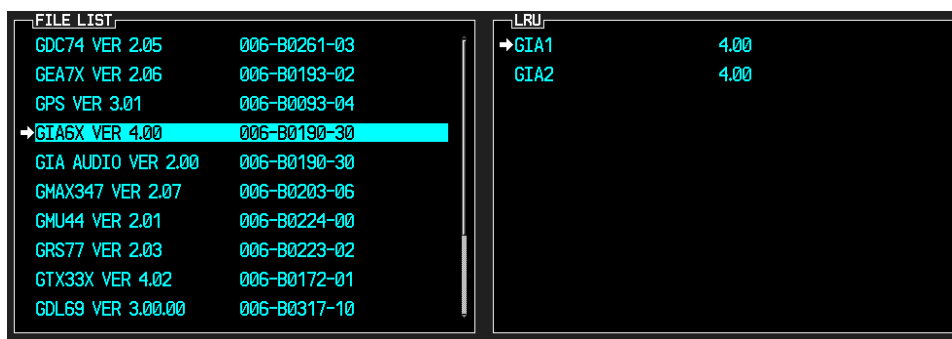 FILE LIST
GDC74 VER 2.05 006-B0261-03
GEA7X VER 2.06 006-B0193-02
GPS VER 3.01 006-B0093-04
GIA6X VER 4.00 006-B0190-30
GIA AUDIO VER 2.00 006-B0190-30
GMAX347 VER 2.07 006-B0203-06
GMU44 VER 2.01 006-B0224-00
GRS77 VER 2.03 006-B0223-02
GTX33X VER 4.02 006-B0172-01
GDL69 VER 3.00.00 006-B0317-10
LRU
GIA1 4.00
GIA2 4.00